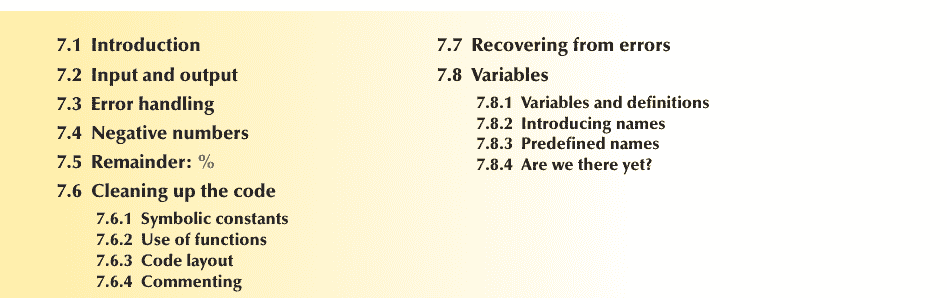 7.1 Introduction
7.2 Input and output
7.3 Error handling
7.4 Negative numbers
7.5 Remainder: %
7.6 Cleaning up the code
7.6.1 Symbolic constants
7.6.2 Use of functions
7.6.3 Code layout
7.6.4 Commenting
7.7 Recovering from errors
7.8 Variables
7.8.1 Variables and definitions
7.8.2 Introducing names
7.8.3 Predefined names
7.8.4 Are we there yet?